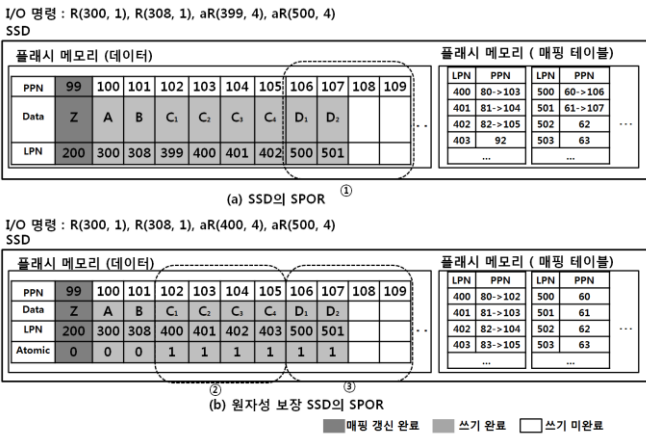 I/O 명령 : R(300, 1), R(308, 1), aR(399, 4), aR(500, 4)
SSD
플래시 메모리 (데이터)
PPN 99 100 101 102 103 104 105 106 107 108 109
Data Z A B C₁ C₂ C₃ C₄ D₁ D₂
LPN 200 300 308 399 400 401 402 500 501
..
①
플래시 메모리 ( 매핑 테이블)
LPN PPN LPN PPN
400 80->103 500 60->106
401 81->104 501 61->107
402 82->105 502 62
403 92 503 63
... ...
...
(a) SSD의 SPOR
I/O 명령 : R(300, 1), R(308, 1), aR(400, 4), aR(500, 4)
SSD
플래시 메모리 (데이터)
PPN 99 100 101 102 103 104 105 106 107 108 109
Data Z A B C₁ C₂ C₃ C₄ D₁ D₂
LPN 200 300 308 400 401 402 403 500 501
Atomic 0 0 0 1 1 1 1 1 1
..
② ③
플래시 메모리 ( 매핑 테이블)
LPN PPN LPN PPN
400 80->102 500 60
401 81->103 501 61
402 82->104 502 62
403 83->105 503 63
... ...
...
(b) 원자성 보장 SSD의 SPOR
매핑 갱신 완료 쓰기 완료 쓰기 미완료